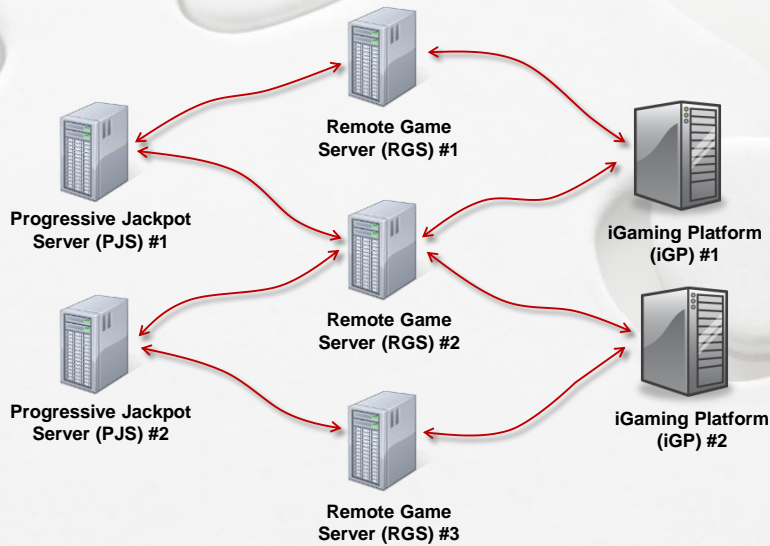 Remote Game
Server (RGS) #1
Progressive Jackpot
Server (PJS) #1
iGaming Platform
(iGP) #1
Remote Game
Server (RGS) #2
Progressive Jackpot
Server (PJS) #2
iGaming Platform
(iGP) #2
Remote Game
Server (RGS) #3